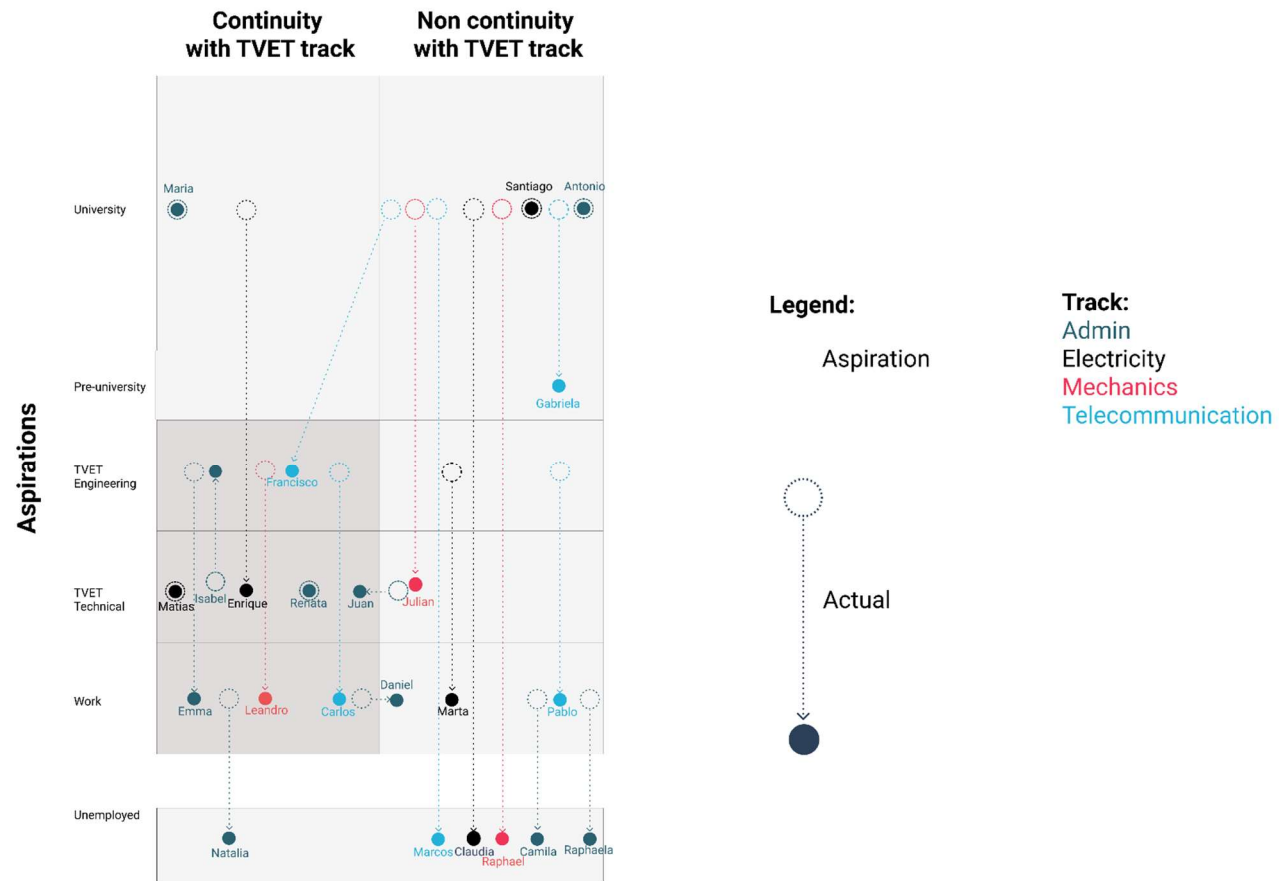 Continuity
with TVET track
Non continuity
with TVET track
Aspirations
Maria
Santiago
Antonio
University
Pre-university
Gabriela
TVET
Engineering
Francisco
TVET
Technical
Matias
Isabel
Enrique
Renata
Juan
Julian
Work
Emma
Leandro
Carlos
Daniel
Marta
Pablo
Unemployed
Natalia
Marcos
Claudia
Raphael
Camila
Raphaela
Legend:
Aspiration
Actual
Track:
Admin
Electricity
Mechanics
Telecommunication